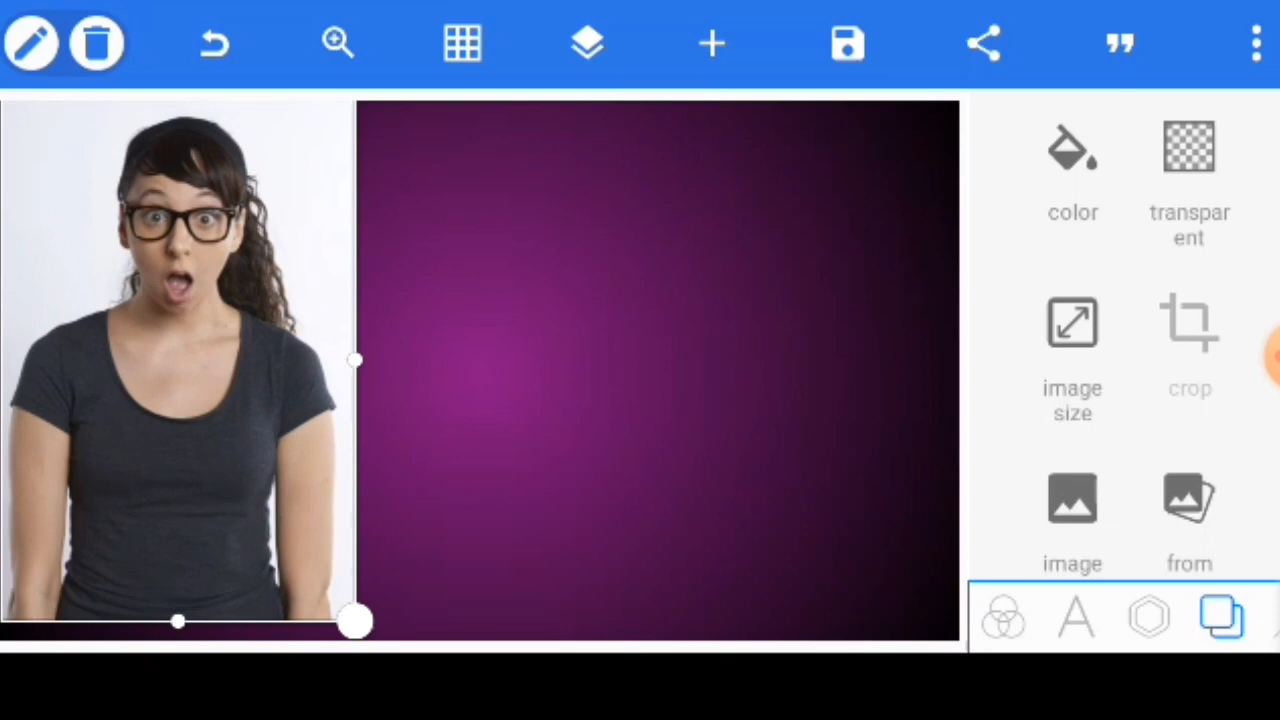 color
transpar
ent
image
size
crop
image
from